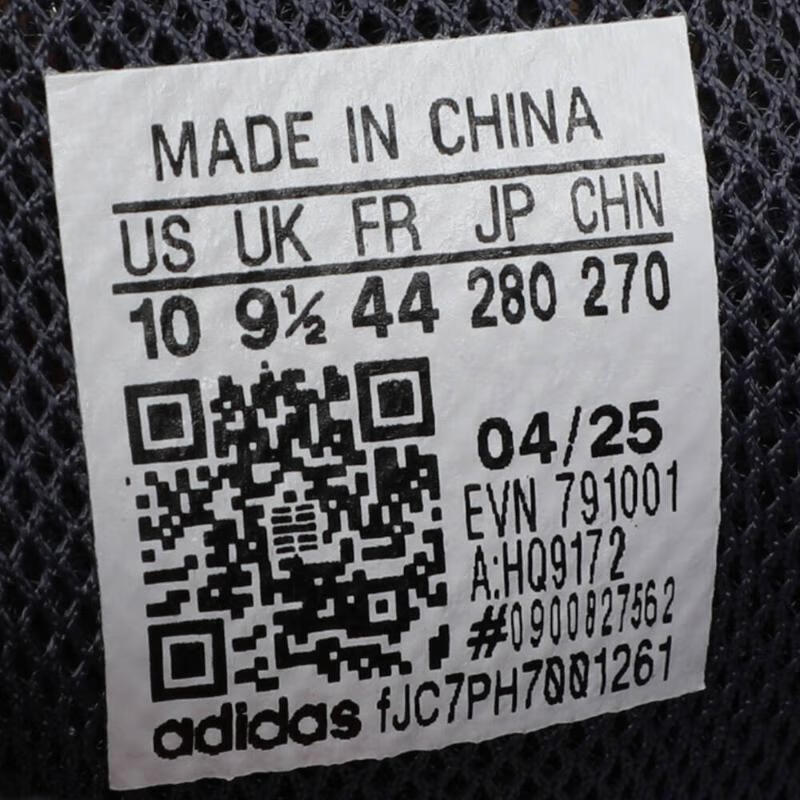 MADE IN CHINA
US UK FR JP CHN
10 9½ 44 280 270
04/25
EVN 791001
A:HQ9172
#0900827562
adidas fJC7PH7001261